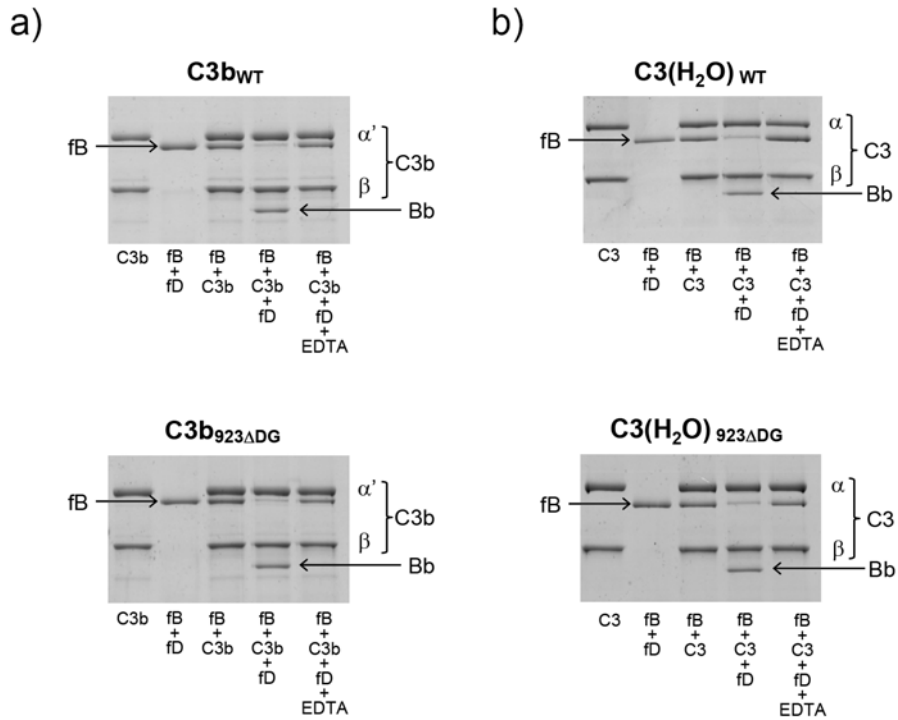 a)
C3bWT
fB
α'
β
C3b
Bb
C3b
fB
+
fD
fB
+
C3b
fB
+
C3b
+
fD
fB
+
C3b
+
fD
+
EDTA
C3b923ΔDG
fB
α'
β
C3b
Bb
C3b
fB
+
fD
fB
+
C3b
fB
+
C3b
+
fD
fB
+
C3b
+
fD
+
EDTA
b)
C3(H2O) WT
fB
α
β
C3
Bb
C3
fB
+
fD
fB
+
C3
fB
+
C3
+
fD
fB
+
C3
+
fD
+
EDTA
C3(H2O) 923ΔDG
fB
α
β
C3
Bb
C3
fB
+
fD
fB
+
C3
fB
+
C3
+
fD
fB
+
C3
+
fD
+
EDTA